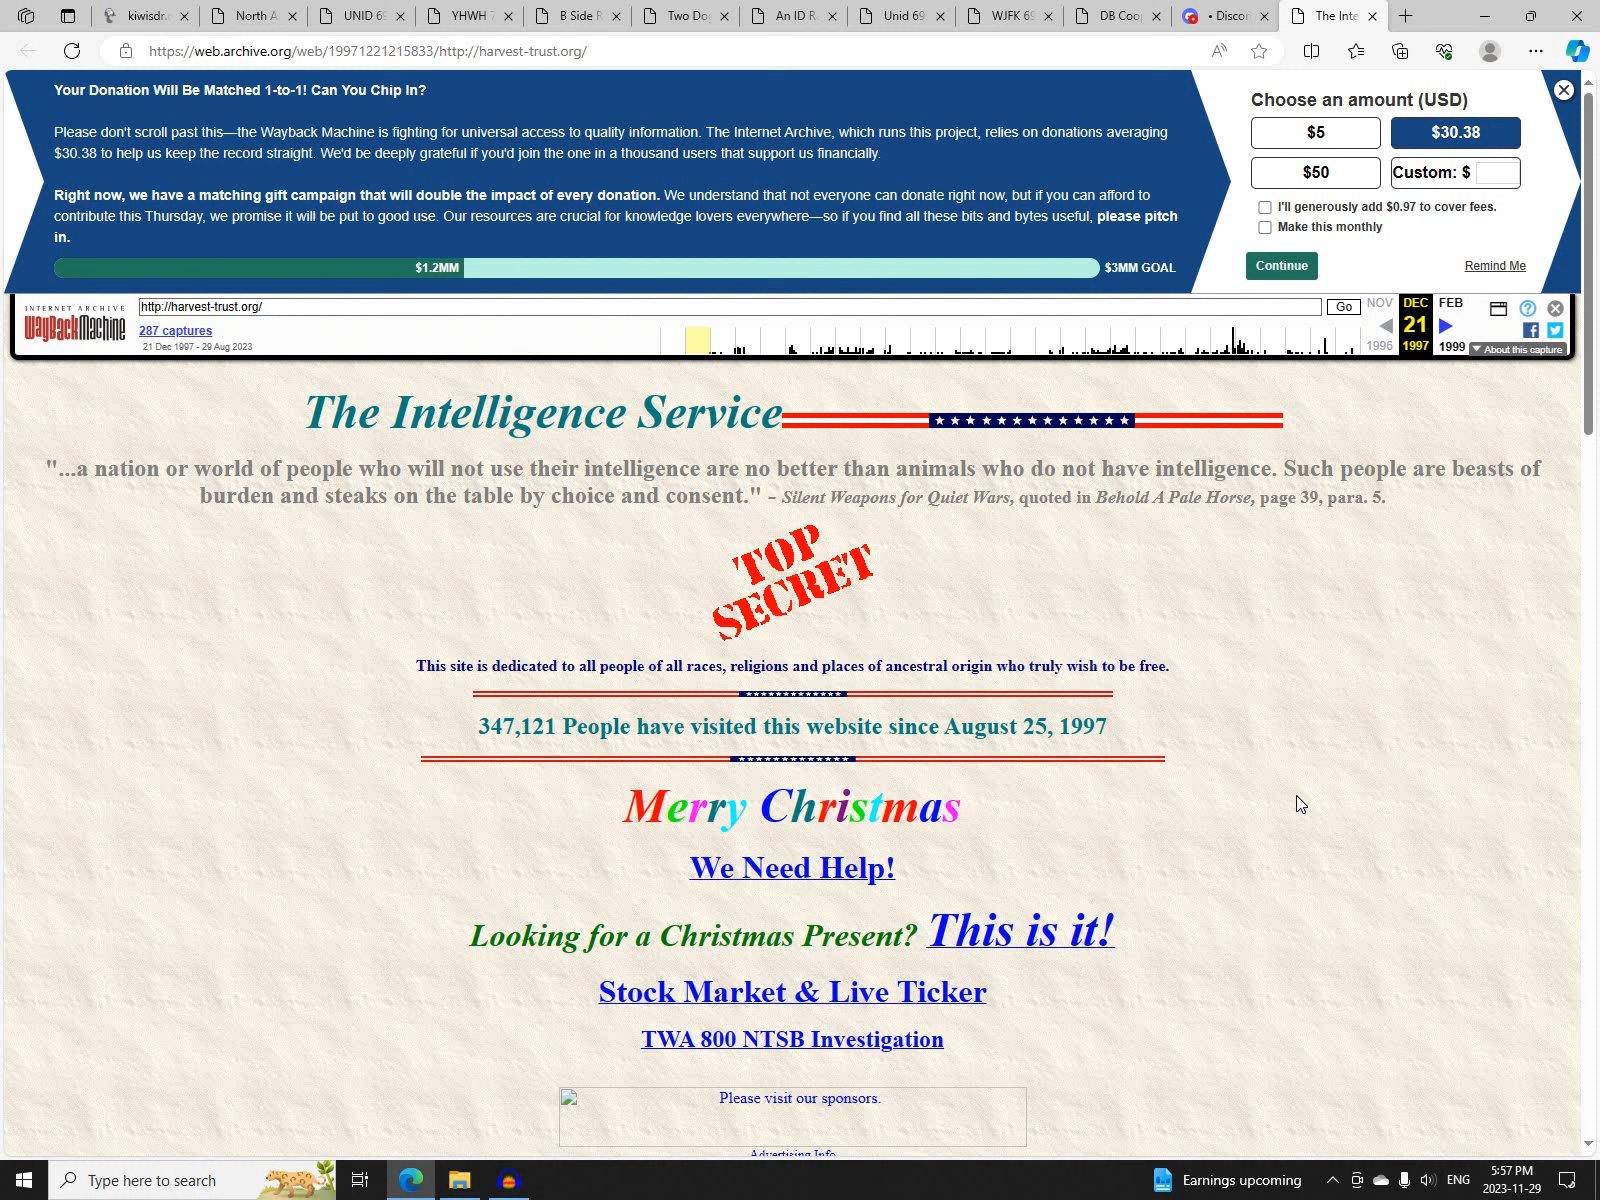 kiwisdr.
North A
UNID 69
YHWH 7
B Side R
Two Do
An ID R
Unid 69
WJFK 69
DB Coop
• Discor
The Inte
https://web.archive.org/web/19971221215833/http://harvest-trust.org/
Your Donation Will Be Matched 1-to-1! Can You Chip In?
Please don't scroll past this—the Wayback Machine is fighting for universal access to quality information. The Internet Archive, which runs this project, relies on donations averaging
$30.38 to help us keep the record straight. We'd be deeply grateful if you'd join the one in a thousand users that support us financially.
Right now, we have a matching gift campaign that will double the impact of every donation. We understand that not everyone can donate right now, but if you can afford to
contribute this Thursday, we promise it will be put to good use. Our resources are crucial for knowledge lovers everywhere—so if you find all these bits and bytes useful, please pitch
in.
$1.2MM
$3MM GOAL
Choose an amount (USD)
$5
$30.38
$50
Custom: $
I'll generously add $0.97 to cover fees.
Make this monthly
Continue
Remind Me
INTERNET ARCHIVE
WayBackMachine
http://harvest-trust.org/
Go
287 captures
21 Dec 1997 - 29 Aug 2023
NOV DEC FEB
21
1996 1997 1999
About this capture
The Intelligence Service
"...a nation or world of people who will not use their intelligence are no better than animals who do not have intelligence. Such people are beasts of
burden and steaks on the table by choice and consent." - Silent Weapons for Quiet Wars, quoted in Behold A Pale Horse, page 39, para. 5.
TOP
SECRET
This site is dedicated to all people of all races, religions and places of ancestral origin who truly wish to be free.
347,121 People have visited this website since August 25, 1997
Merry Christmas
We Need Help!
Looking for a Christmas Present? This is it!
Stock Market & Live Ticker
TWA 800 NTSB Investigation
Please visit our sponsors.
Advertising Info
Type here to search
Earnings upcoming
ENG
5:57 PM
2023-11-29